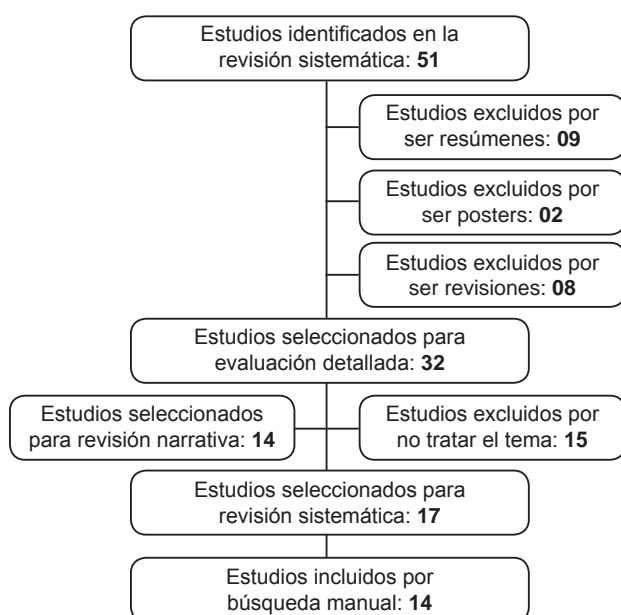 Estudios identificados en la
revisión sistemática: 51
Estudios excluidos por
ser resúmenes: 09
Estudios excluidos por
ser posters: 02
Estudios excluidos por
ser revisiones: 08
Estudios seleccionados para
evaluación detallada: 32
Estudios seleccionados
para revisión narrativa: 14
Estudios excluidos por
no tratar el tema: 15
Estudios seleccionados para
revisión sistemática: 17
Estudios incluidos por
búsqueda manual: 14